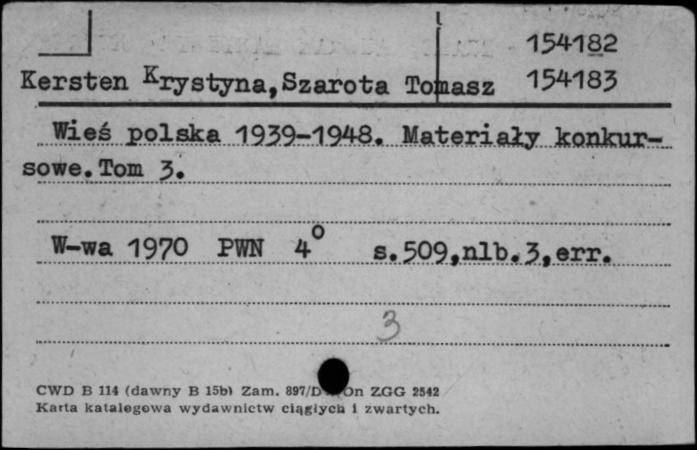 154182
Kersten Krystyna,Szarota Tomasz 154183
Wieś polska 1939-1948. Materiały konkur-
sowe.Tom 3.
W-wa 1970 PWN 4° s.509,nlb.3,err.
3
CWD B 114 (dawny B 15b) Zam. 897/D On ZGG 2542
Karta katalogowa wydawnictw ciągłych i zwartych.